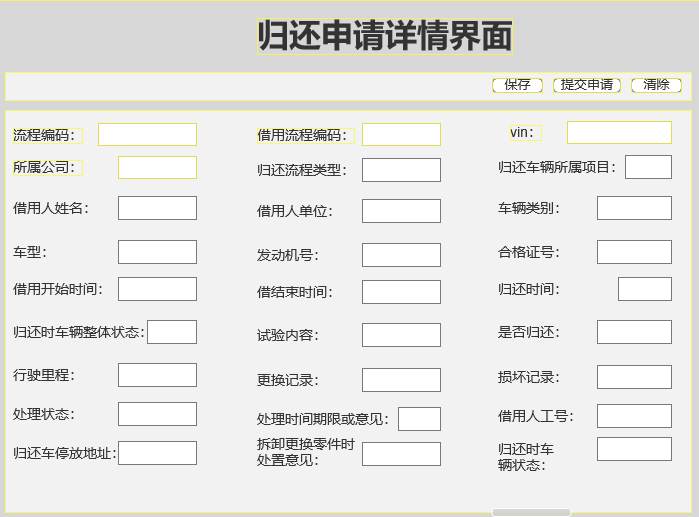 归还申请详情界面
保存 提交申请 清除
流程编码： 借用流程编码： vin：
所属公司： 归还流程类型： 归还车辆所属项目：
借用人姓名： 借用人单位： 车辆类别：
车型： 发动机号： 合格证号：
借用开始时间： 借结束时间： 归还时间：
归还时车辆整体状态： 试验内容： 是否归还：
行驶里程： 更换记录： 损坏记录：
处理状态： 处理时间期限或意见： 借用人工号：
归还车停放地址： 拆卸更换零件时 归还时车
处置意见： 辆状态：